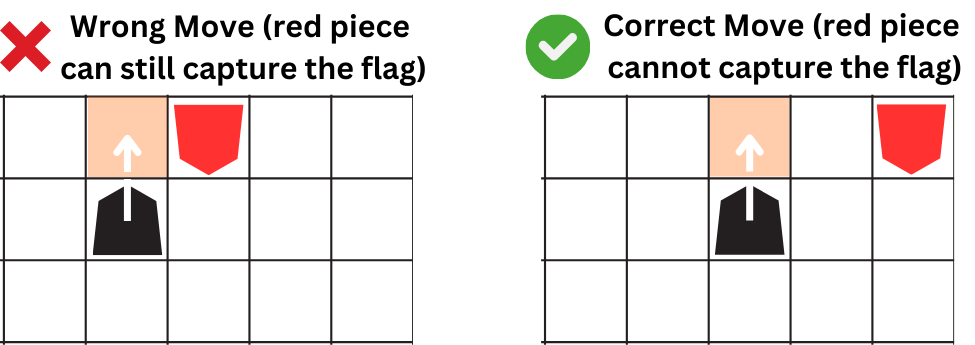 Wrong Move (red piece
can still capture the flag)
Correct Move (red piece
cannot capture the flag)